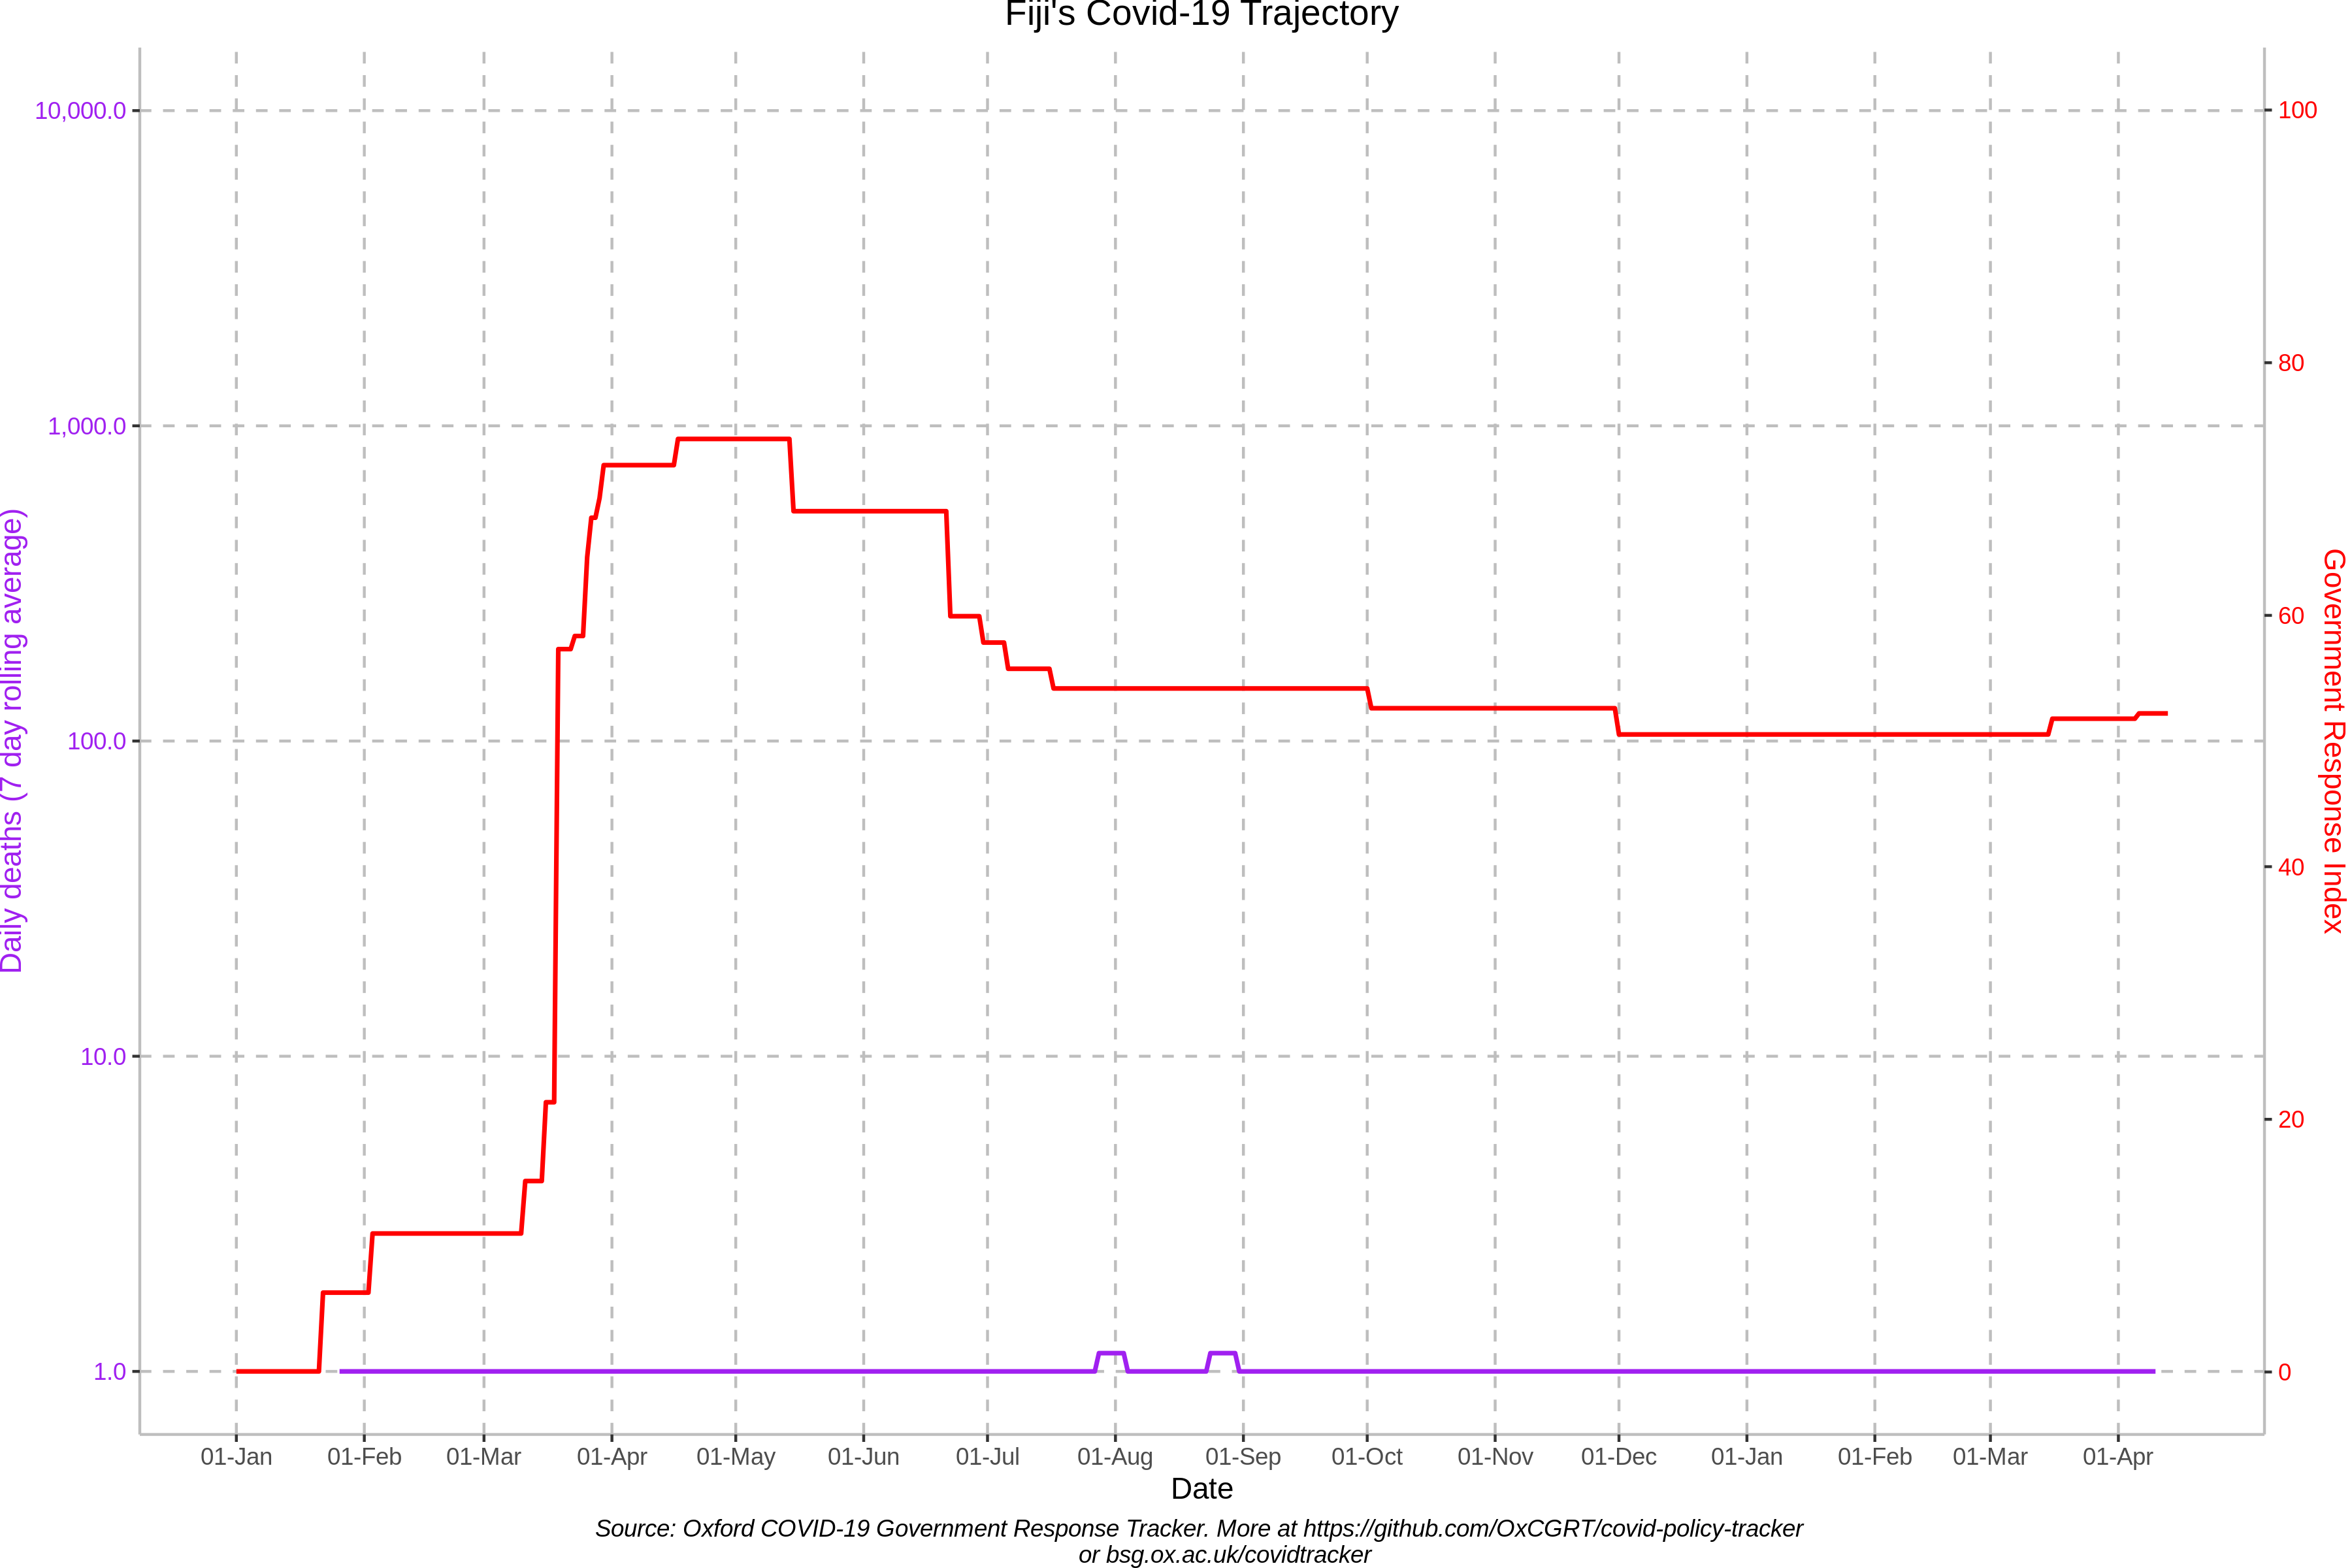 Fiji's Covid-19 Trajectory
10,000.0
1,000.0
100.0
10.0
1.0
Daily deaths (7 day rolling average)
100
80
60
40
20
0
Government Response Index
01-Jan 01-Feb 01-Mar 01-Apr 01-May 01-Jun 01-Jul 01-Aug 01-Sep 01-Oct 01-Nov 01-Dec 01-Jan 01-Feb 01-Mar 01-Apr
Date
Source: Oxford COVID-19 Government Response Tracker. More at https://github.com/OxCGRT/covid-policy-tracker
or bsg.ox.ac.uk/covidtracker